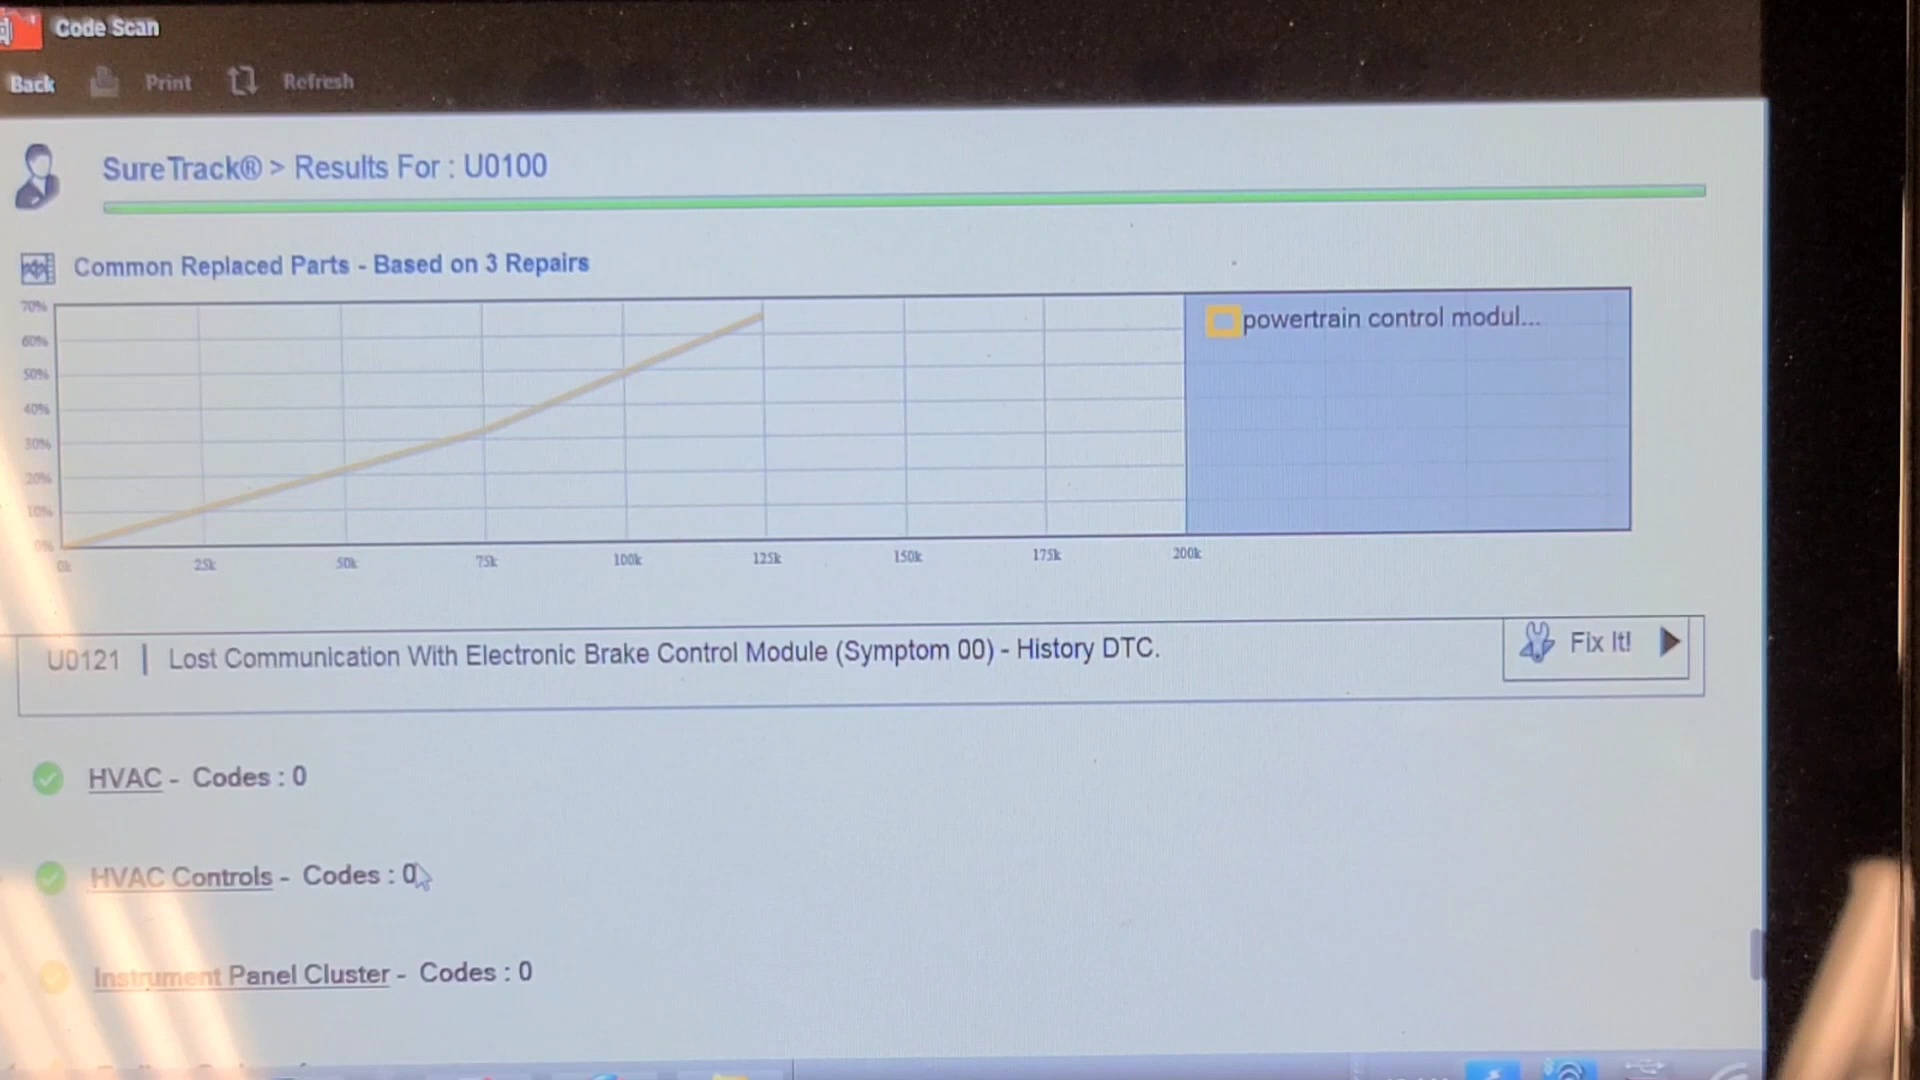 Code Scan
Back Print Refresh
SureTrack® > Results For : U0100
Common Replaced Parts - Based on 3 Repairs
70%
60%
50%
40%
30%
20%
10%
0%
powertrain control modul...
0k 25k 50k 75k 100k 125k 150k 175k 200k
U0121 | Lost Communication With Electronic Brake Control Module (Symptom 00) - History DTC.
Fix It!
HVAC - Codes : 0
HVAC Controls - Codes : 0
Instrument Panel Cluster - Codes : 0